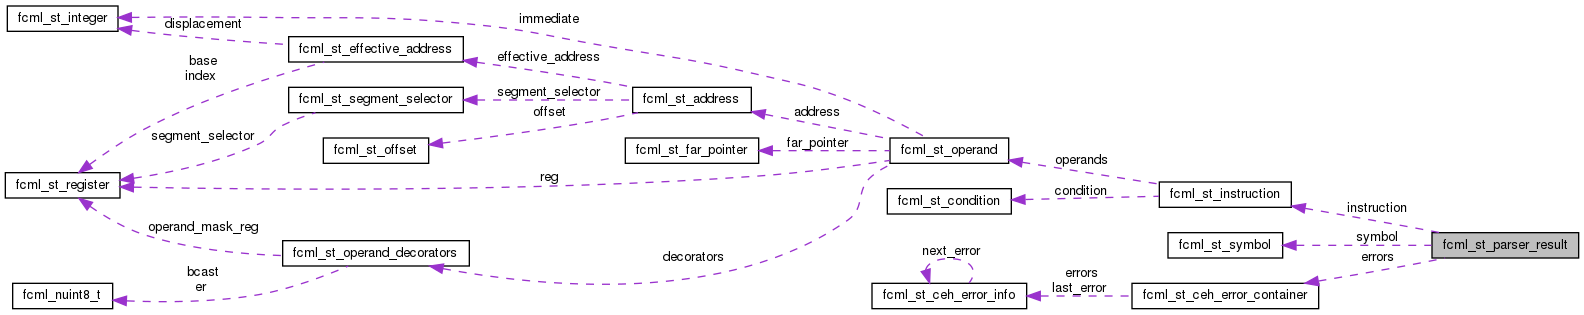 fcml_st_integer
displacement
immediate
fcml_st_effective_address
effective_address
base
index
fcml_st_segment_selector
segment_selector
fcml_st_address
offset
address
segment_selector
fcml_st_offset
fcml_st_far_pointer
far_pointer
fcml_st_operand
operands
fcml_st_register
reg
fcml_st_condition
condition
fcml_st_instruction
instruction
operand_mask_reg
fcml_st_operand_decorators
decorators
next_error
fcml_st_symbol
symbol
fcml_st_parser_result
errors
bcast
er
fcml_nuint8_t
fcml_st_ceh_error_info
errors
last_error
fcml_st_ceh_error_container